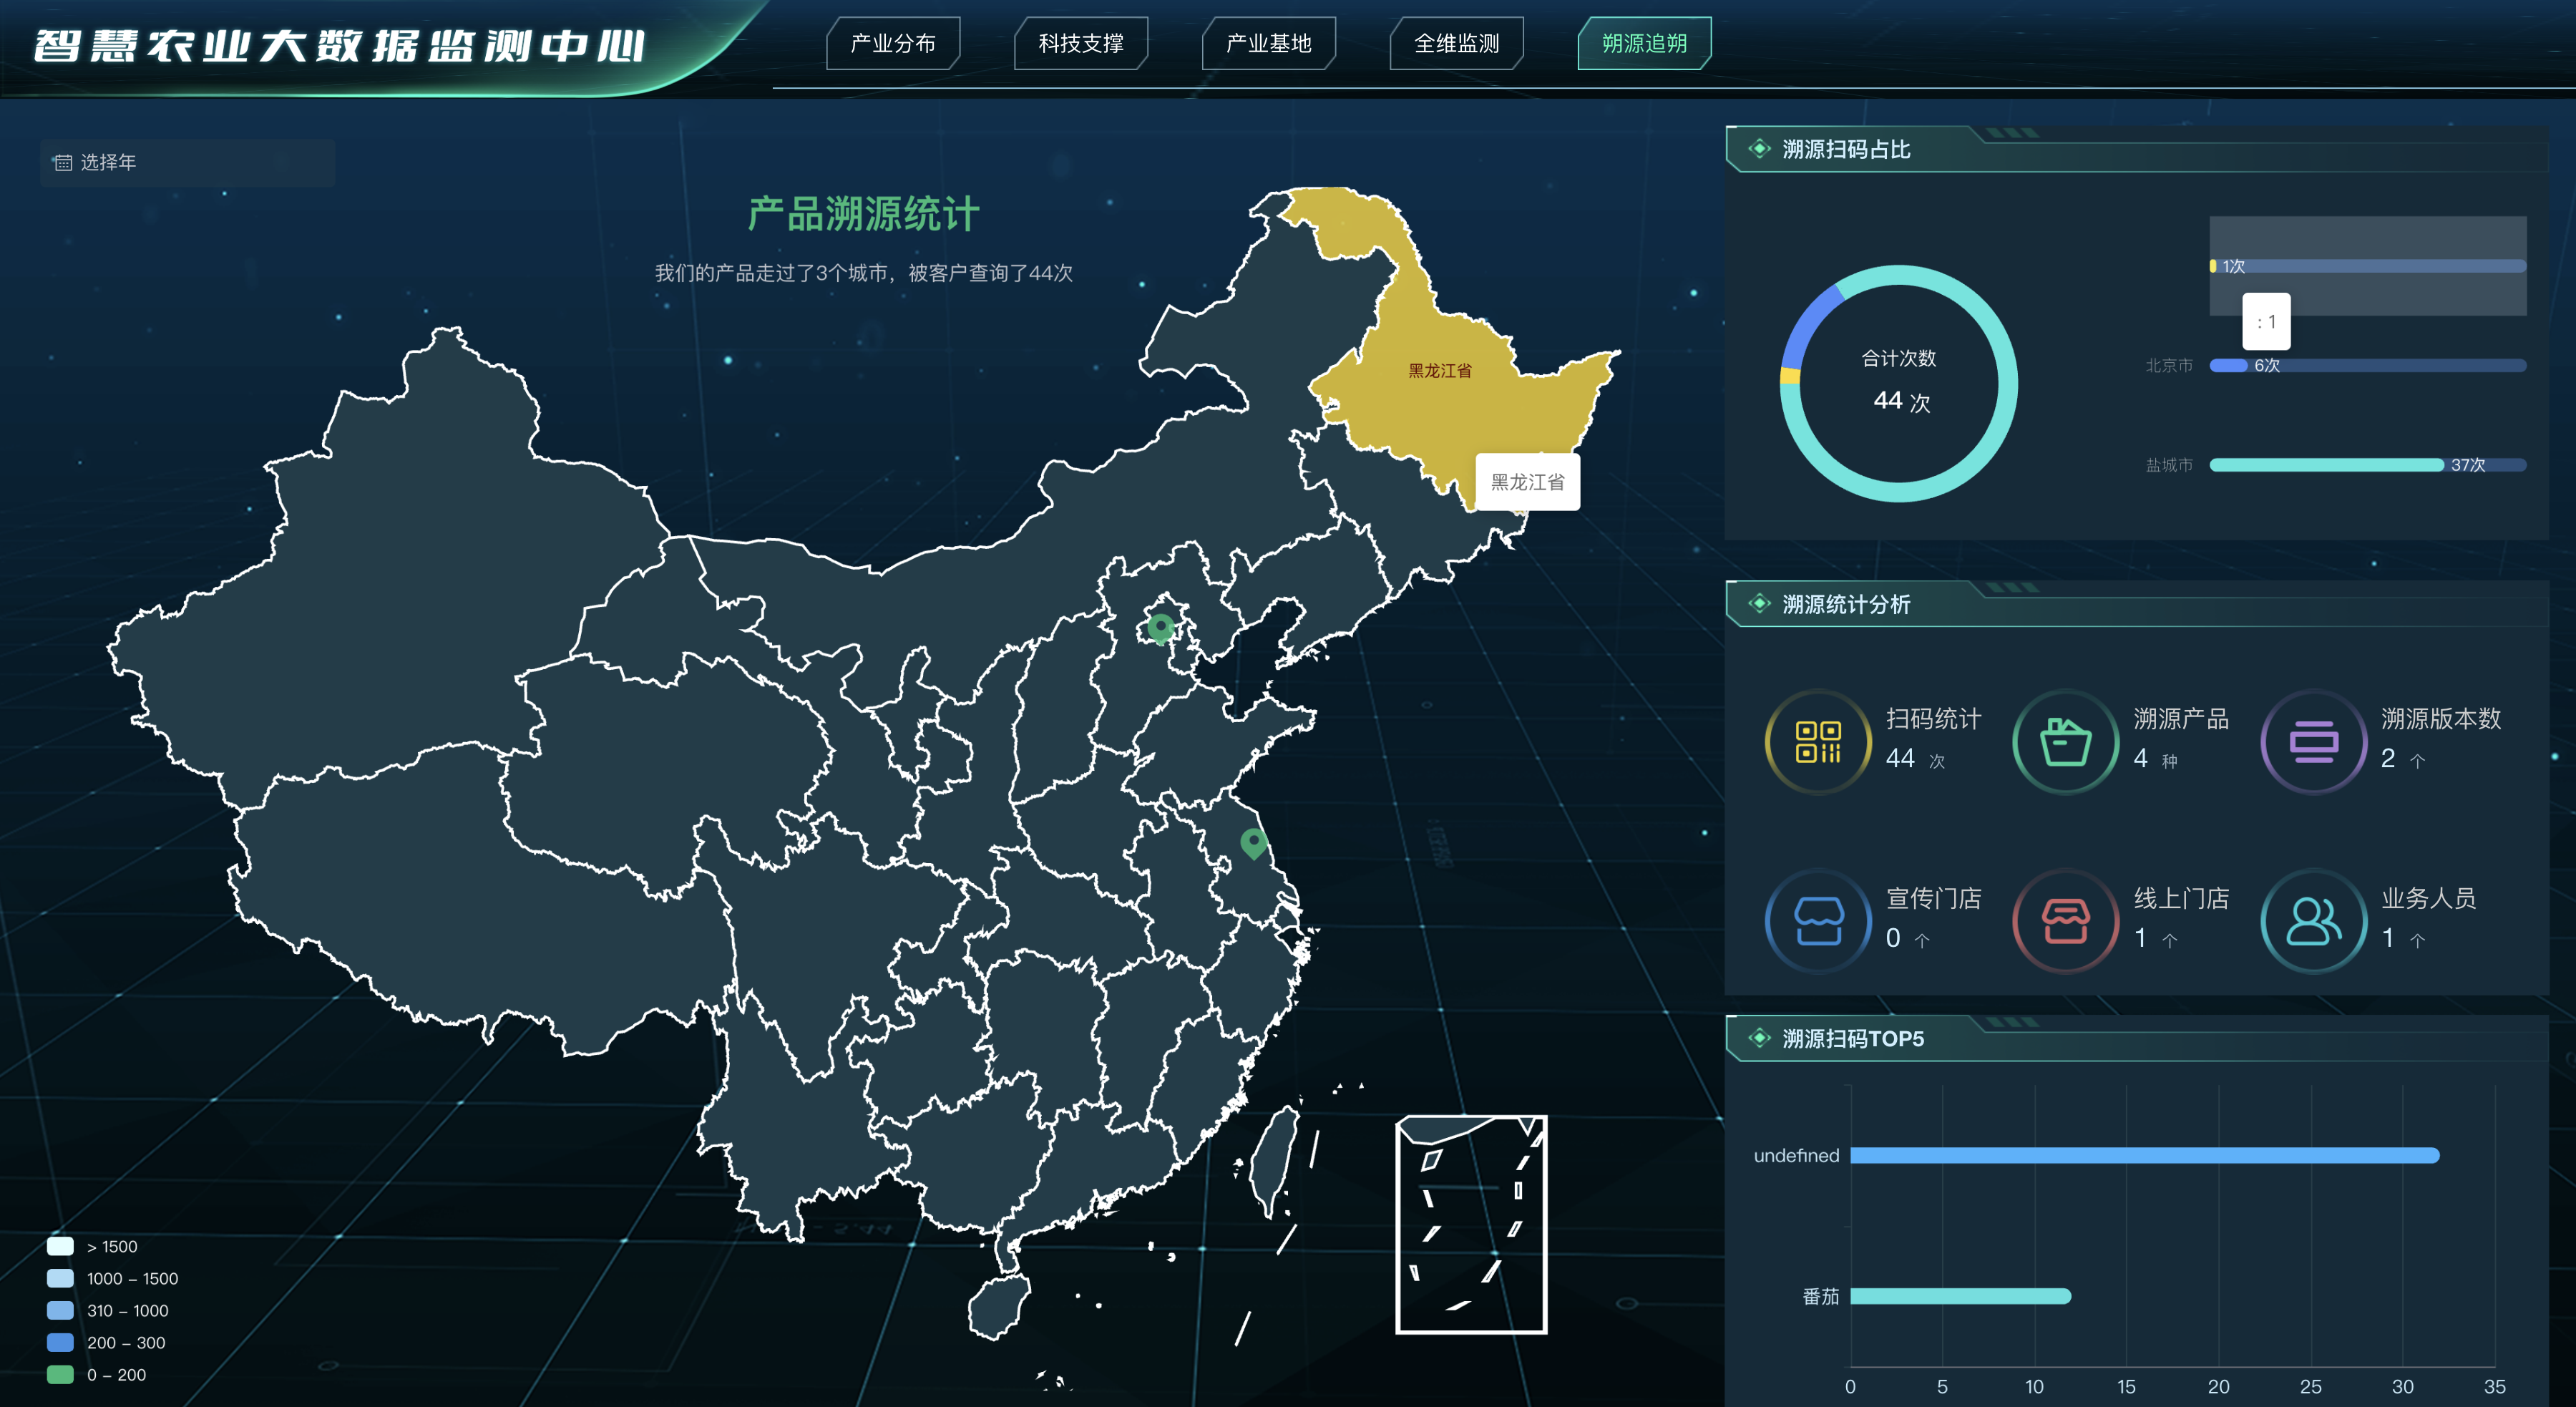 智慧农业大数据监测中心
产业分布
科技支撑
产业基地
全维监测
朔源追朔
选择年
产品溯源统计
我们的产品走过了3个城市，被客户查询了44次
黑龙江省
黑龙江省
> 1500
1000 – 1500
310 – 1000
200 – 300
0 – 200
溯源扫码占比
合计次数
44 次
1次
: 1
北京市 6次
盐城市 37次
溯源统计分析
扫码统计
44 次
溯源产品
4 种
溯源版本数
2 个
宣传门店
0 个
线上门店
1 个
业务人员
1 个
溯源扫码TOP5
undefined
番茄
0 5 10 15 20 25 30 35